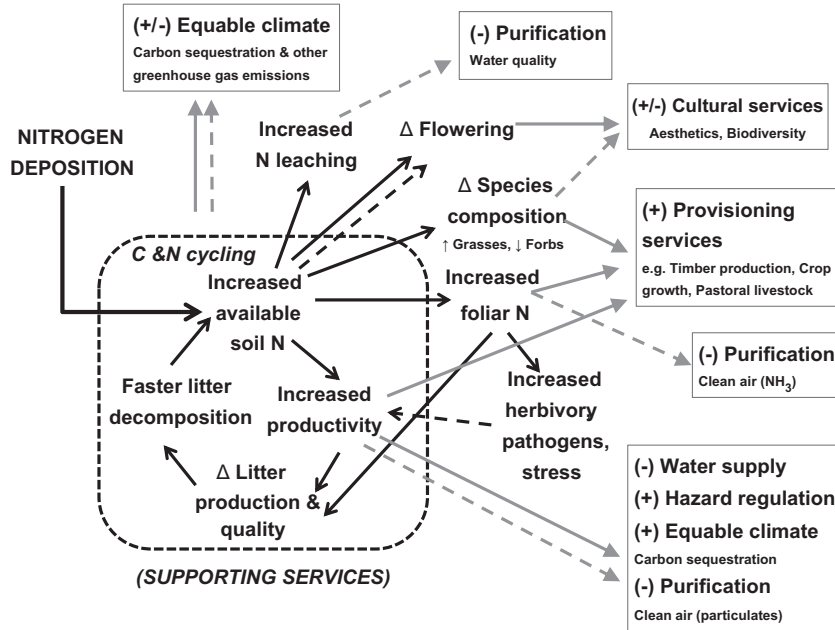 (+/-) Equable climate
Carbon sequestration & other
greenhouse gas emissions
(-) Purification
Water quality
NITROGEN
DEPOSITION
Increased
N leaching
Δ Flowering
(+/-) Cultural services
Aesthetics, Biodiversity
Δ Species
composition
↑ Grasses, ↓ Forbs
(+) Provisioning
services
e.g. Timber production, Crop
growth, Pastoral livestock
C &N cycling
Increased
available
soil N
Increased
foliar N
(-) Purification
Clean air (NH₃)
Faster litter
decomposition
Increased
productivity
Increased
herbivory,
pathogens,
stress
Δ Litter
production &
quality
(-) Water supply
(+) Hazard regulation
(+) Equable climate
Carbon sequestration
(-) Purification
Clean air (particulates)
(SUPPORTING SERVICES)